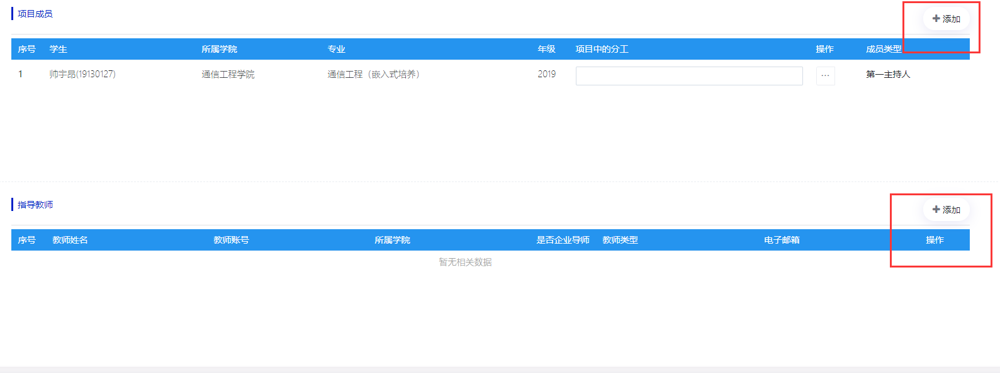 项目成员
添加
序号 学生 所属学院 专业 年级 项目中的分工 操作 成员类型
1 帅宇昂(19130127) 通信工程学院 通信工程（嵌入式培养） 2019 ... 第一主持人
指导教师
添加
序号 教师姓名 教师账号 所属学院 是否企业导师 教师类型 电子邮箱 操作
暂无相关数据